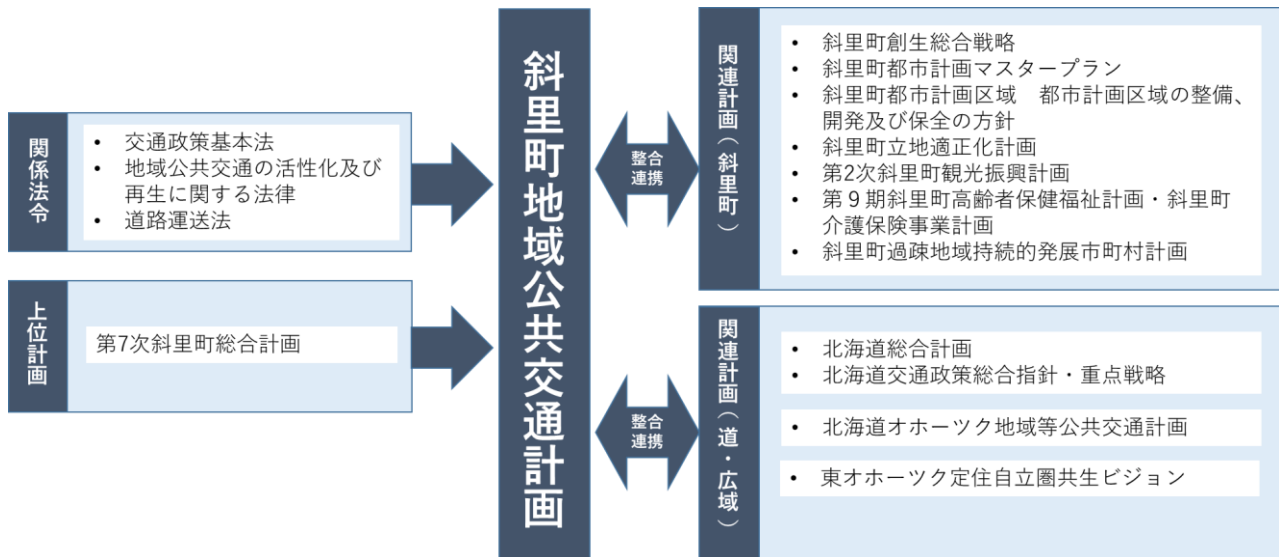 関係法令
• 交通政策基本法
• 地域公共交通の活性化及び
再生に関する法律
• 道路運送法
上位計画
第7次斜里町総合計画
斜里町地域公共交通計画
整合
連携
関連計画(斜里町)
• 斜里町創生総合戦略
• 斜里町都市計画マスタープラン
• 斜里町都市計画区域　都市計画区域の整備、
開発及び保全の方針
• 斜里町立地適正化計画
• 第2次斜里町観光振興計画
• 第９期斜里町高齢者保健福祉計画・斜里町
介護保険事業計画
• 斜里町過疎地域持続的発展市町村計画
整合
連携
関連計画(道・広域)
• 北海道総合計画
• 北海道交通政策総合指針・重点戦略
• 北海道オホーツク地域等公共交通計画
• 東オホーツク定住自立圏共生ビジョン